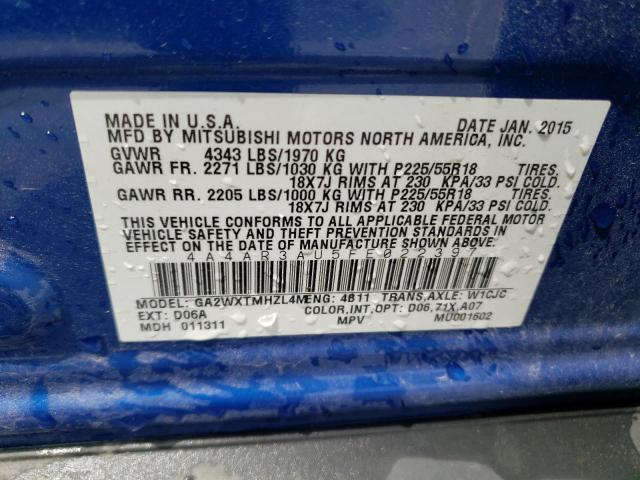 MADE IN U.S.A. DATE JAN. 2015
MFD BY MITSUBISHI MOTORS NORTH AMERICA, INC.
GVWR 4343 LBS/1970 KG
GAWR FR. 2271 LBS/1030 KG WITH P225/55R18 TIRES,
18X7J RIMS AT 230 KPA/33 PSI COLD.
GAWR RR. 2205 LBS/1000 KG WITH P225/55R18 TIRES,
18X7J RIMS AT 230 KPA/33 PSI COLD.
THIS VEHICLE CONFORMS TO ALL APPLICABLE FEDERAL MOTOR
VEHICLE SAFETY AND THEFT PREVENTION STANDARDS IN
EFFECT ON THE DATE OF MANUFACTURE SHOWN ABOVE.
4A4AR3AU5FE022397
MODEL: GA2WXTMHZL4M ENG: 4B11 TRANS,AXLE: W1CJC
EXT: D06A COLOR,INT,OPT: D06,71X,A07
MDH 011311 MPV MU001602